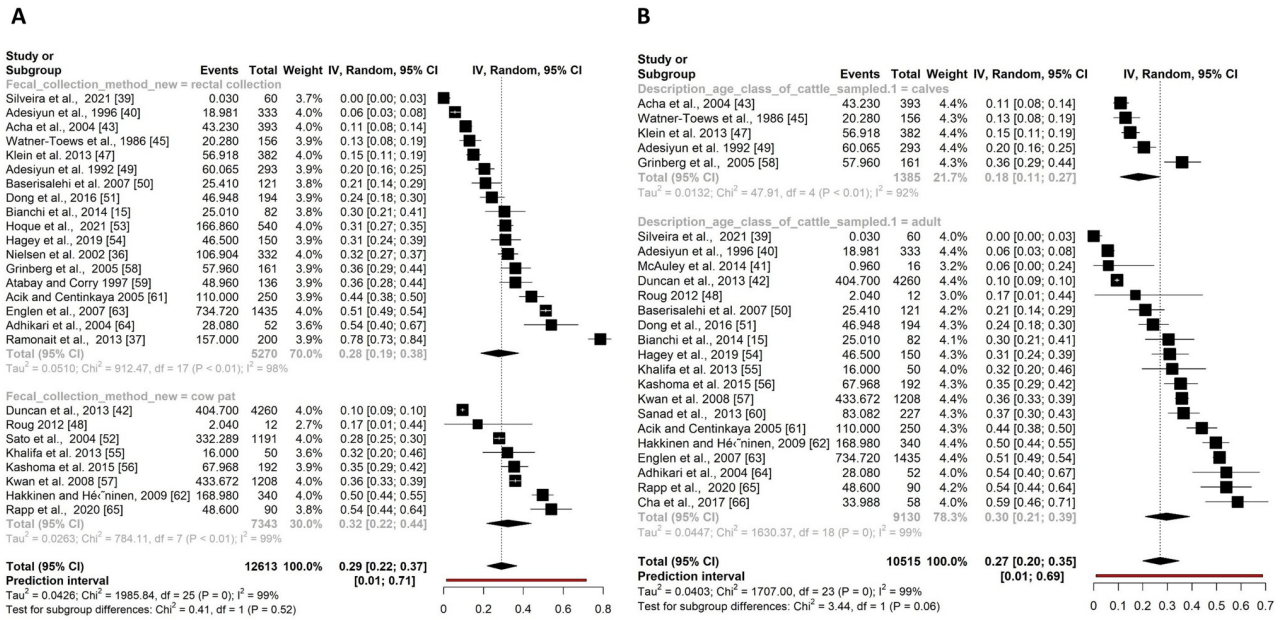 A
Study or
Subgroup Events Total Weight IV, Random, 95% CI IV, Random, 95% CI
Fecal_collection_method_new = rectal collection
Silveira et al., 2021 [39] 0.030 60 3.7% 0.00 [0.00; 0.03]
Adesiyun et al., 1996 [40] 18.981 333 4.0% 0.06 [0.03; 0.08]
Acha et al., 2004 [43] 43.230 393 4.0% 0.11 [0.08; 0.14]
Watner-Toews et al., 1986 [45] 20.280 156 3.9% 0.13 [0.08; 0.19]
Klein et al. 2013 [47] 56.918 382 4.0% 0.15 [0.11; 0.19]
Adesiyun et al. 1992 [49] 60.065 293 4.0% 0.20 [0.16; 0.25]
Baserisalehi et al. 2007 [50] 25.410 121 3.8% 0.21 [0.14; 0.29]
Dong et al., 2016 [51] 46.948 194 3.9% 0.24 [0.18; 0.30]
Bianchi et al., 2014 [15] 25.010 82 3.8% 0.30 [0.21; 0.41]
Hoque et al., 2021 [53] 166.860 540 4.0% 0.31 [0.27; 0.35]
Hagey et al., 2019 [54] 46.500 150 3.9% 0.31 [0.24; 0.39]
Nielsen et al., 2002 [36] 106.904 332 4.0% 0.32 [0.27; 0.37]
Grinberg et al., 2005 [58] 57.960 161 3.9% 0.36 [0.29; 0.44]
Atabay and Corry 1997 [59] 48.960 136 3.9% 0.36 [0.28; 0.44]
Acik and Centinkaya 2005 [61] 110.000 250 3.9% 0.44 [0.38; 0.50]
Englen et al., 2007 [63] 734.720 1435 4.0% 0.51 [0.49; 0.54]
Adhikari et al., 2004 [64] 28.080 52 3.6% 0.54 [0.40; 0.67]
Ramonait et al., 2013 [37] 157.000 200 3.9% 0.78 [0.73; 0.84]
Total (95% CI) 5270 70.0% 0.28 [0.19; 0.38]
Tau² = 0.0510; Chi² = 912.47, df = 17 (P < 0.01); I² = 98%
Fecal_collection_method_new = cow pat
Duncan et al., 2013 [42] 404.700 4260 4.0% 0.10 [0.09; 0.10]
Roug 2012 [48] 2.040 12 2.7% 0.17 [0.01; 0.44]
Sato et al., 2004 [52] 332.289 1191 4.0% 0.28 [0.25; 0.30]
Khalifa et al., 2013 [55] 16.000 50 3.6% 0.32 [0.20; 0.46]
Kashoma et al. 2015 [56] 67.968 192 3.9% 0.35 [0.29; 0.42]
Kwan et al. 2008 [57] 433.672 1208 4.0% 0.36 [0.33; 0.39]
Hakkinen and Hé‹˜ninen, 2009 [62] 168.980 340 4.0% 0.50 [0.44; 0.55]
Rapp et al., 2020 [65] 48.600 90 3.8% 0.54 [0.44; 0.64]
Total (95% CI) 7343 30.0% 0.32 [0.22; 0.44]
Tau² = 0.0263; Chi² = 784.11, df = 7 (P < 0.01); I² = 99%
Total (95% CI) 12613 100.0% 0.29 [0.22; 0.37]
Prediction interval [0.01; 0.71]
Tau² = 0.0426; Chi² = 1985.84, df = 25 (P = 0); I² = 99%
Test for subgroup differences: Chi² = 0.41, df = 1 (P = 0.52)
0 0.2 0.4 0.6 0.8
B
Study or
Subgroup Events Total Weight IV, Random, 95% CI IV, Random, 95% CI
Description_age_class_of_cattle_sampled.1 = calves
Acha et al., 2004 [43] 43.230 393 4.4% 0.11 [0.08; 0.14]
Watner-Toews et al., 1986 [45] 20.280 156 4.3% 0.13 [0.08; 0.19]
Klein et al. 2013 [47] 56.918 382 4.4% 0.15 [0.11; 0.19]
Adesiyun et al., 1992 [49] 60.065 293 4.4% 0.20 [0.16; 0.25]
Grinberg et al., 2005 [58] 57.960 161 4.3% 0.36 [0.29; 0.44]
Total (95% CI) 1385 21.7% 0.18 [0.11; 0.27]
Tau² = 0.0132; Chi² = 47.91, df = 4 (P < 0.01); I² = 92%
Description_age_class_of_cattle_sampled.1 = adult
Silveira et al., 2021 [39] 0.030 60 4.0% 0.00 [0.00; 0.03]
Adesiyun et al., 1996 [40] 18.981 333 4.4% 0.06 [0.03; 0.08]
McAuley et al. 2014 [41] 0.960 16 3.2% 0.06 [0.00; 0.24]
Duncan et al., 2013 [42] 404.700 4260 4.5% 0.10 [0.09; 0.10]
Roug 2012 [48] 2.040 12 3.0% 0.17 [0.01; 0.44]
Baserisalehi et al. 2007 [50] 25.410 121 4.2% 0.21 [0.14; 0.29]
Dong et al., 2016 [51] 46.948 194 4.3% 0.24 [0.18; 0.30]
Bianchi et al., 2014 [15] 25.010 82 4.1% 0.30 [0.21; 0.41]
Hagey et al., 2019 [54] 46.500 150 4.3% 0.31 [0.24; 0.39]
Khalifa et al. 2013 [55] 16.000 50 3.9% 0.32 [0.20; 0.46]
Kashoma et al. 2015 [56] 67.968 192 4.3% 0.35 [0.29; 0.42]
Kwan et al. 2008 [57] 433.672 1208 4.5% 0.36 [0.33; 0.39]
Sanad et al., 2013 [60] 83.082 227 4.4% 0.37 [0.30; 0.43]
Acik and Centinkaya 2005 [61] 110.000 250 4.4% 0.44 [0.38; 0.50]
Hakkinen and Hé‹˜ninen, 2009 [62] 168.980 340 4.4% 0.50 [0.44; 0.55]
Englen et al., 2007 [63] 734.720 1435 4.5% 0.51 [0.49; 0.54]
Adhikari et al., 2004 [64] 28.080 52 4.0% 0.54 [0.40; 0.67]
Rapp et al., 2020 [65] 48.600 90 4.2% 0.54 [0.44; 0.64]
Cha et al., 2017 [66] 33.988 58 4.0% 0.59 [0.46; 0.71]
Total (95% CI) 9130 78.3% 0.30 [0.21; 0.39]
Tau² = 0.0447; Chi² = 1630.37, df = 18 (P = 0); I² = 99%
Total (95% CI) 10515 100.0% 0.27 [0.20; 0.35]
Prediction interval [0.01; 0.69]
Tau² = 0.0403; Chi² = 1707.00, df = 23 (P = 0); I² = 99%
Test for subgroup differences: Chi² = 3.44, df = 1 (P = 0.06)
0 0.1 0.2 0.3 0.4 0.5 0.6 0.7